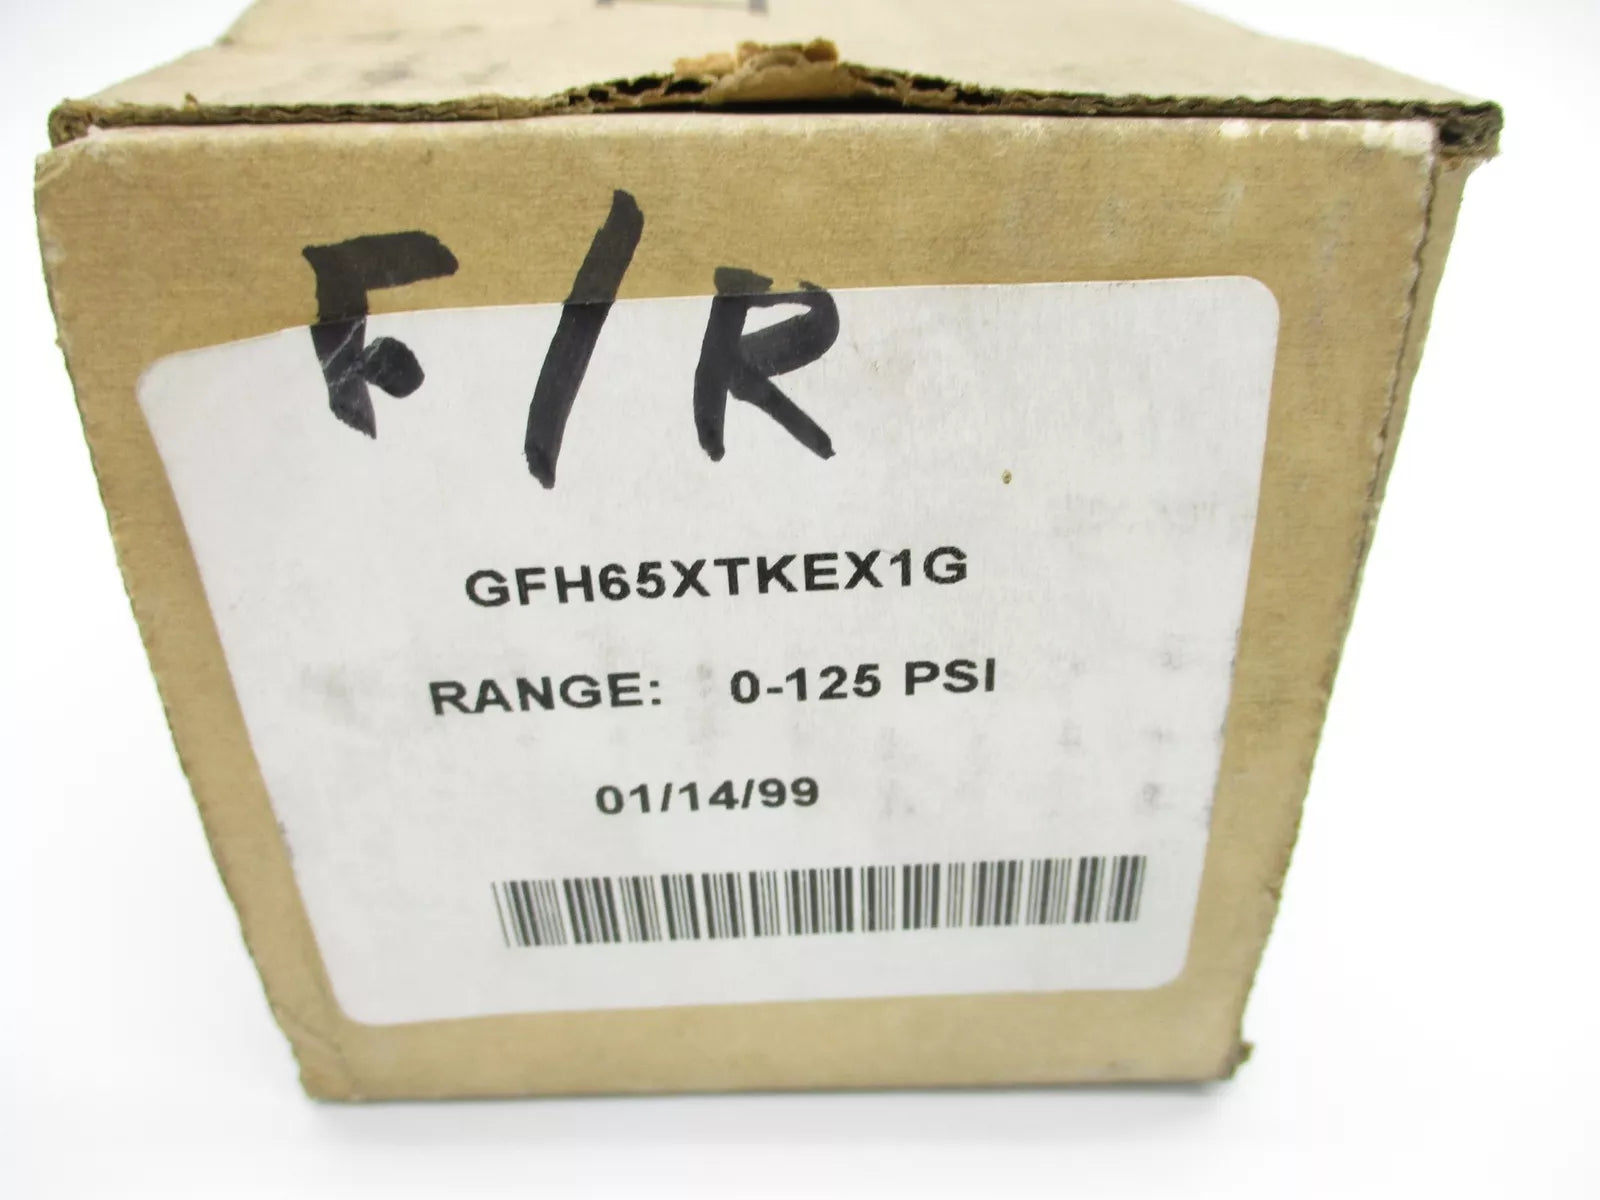 F/R
GFH65XTKEX1G
RANGE: 0-125 PSI
01/14/99